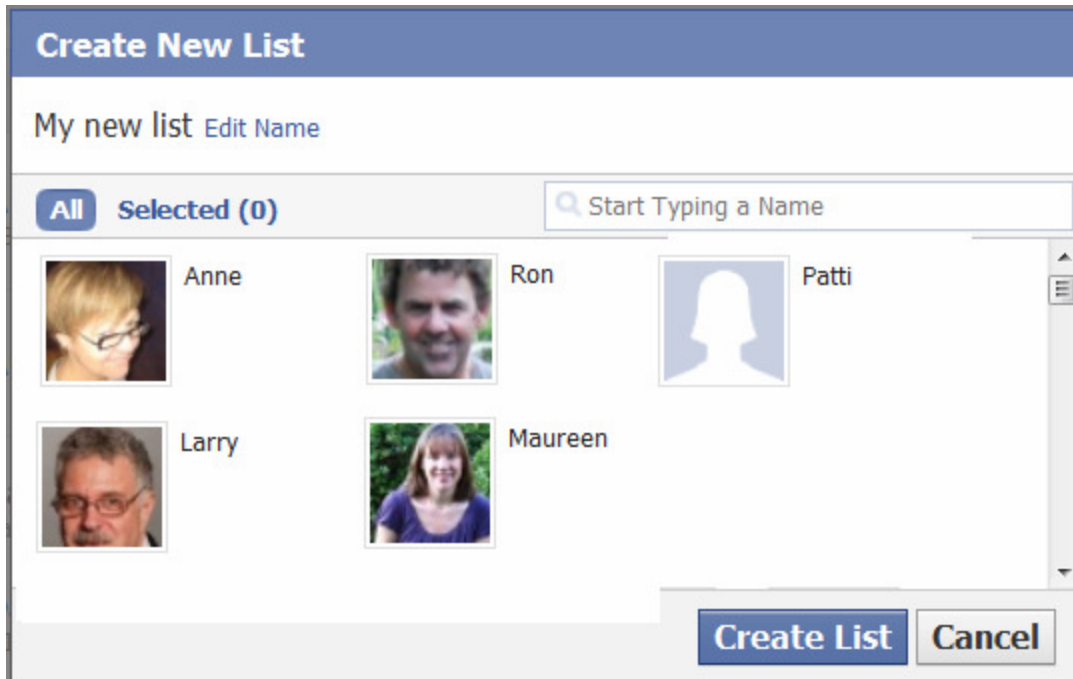 Create New List
My new list Edit Name
All Selected (0) Start Typing a Name
Anne Ron Patti
Larry Maureen
Create List Cancel